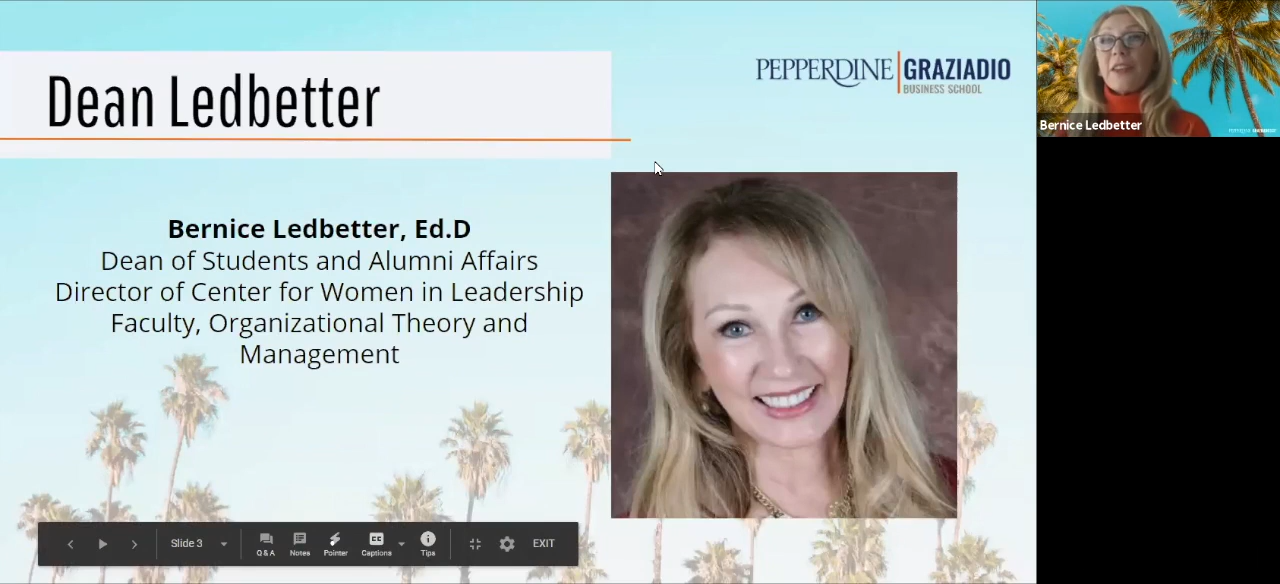 Dean Ledbetter
PEPPERDINE GRAZIADIO
BUSINESS SCHOOL
Bernice Ledbetter
Bernice Ledbetter, Ed.D
Dean of Students and Alumni Affairs
Director of Center for Women in Leadership
Faculty, Organizational Theory and
Management
Slide 3
Q & A
Notes
Pointer
CC
Captions
Tips
EXIT